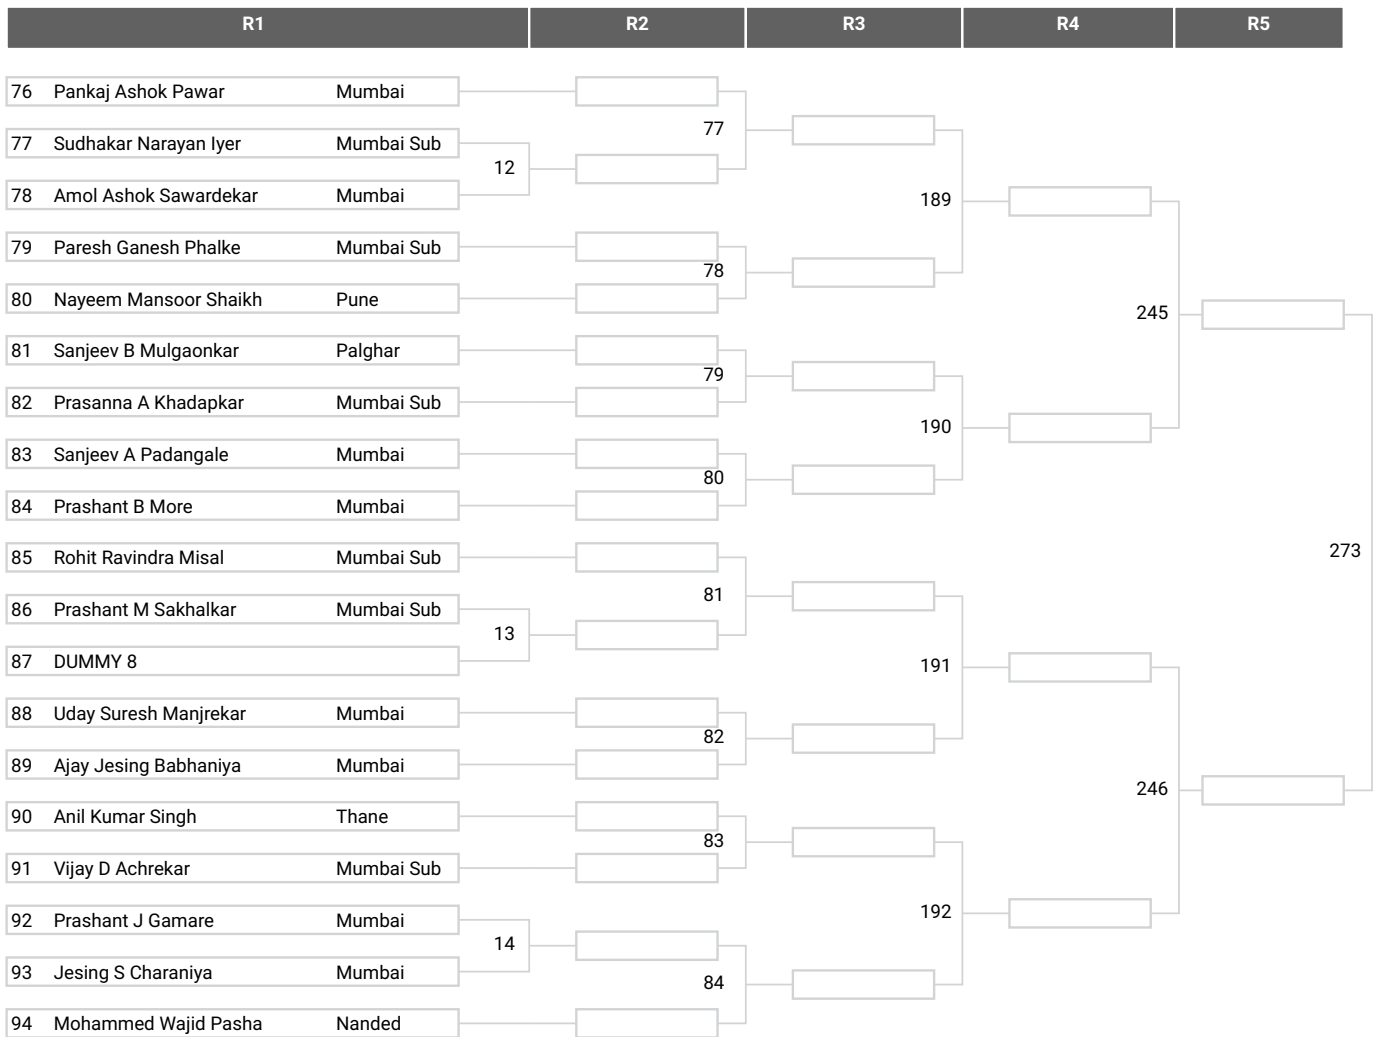 R1 R2 R3 R4 R5
76 Pankaj Ashok Pawar Mumbai
77
77 Sudhakar Narayan Iyer Mumbai Sub
12
78 Amol Ashok Sawardekar Mumbai
189
79 Paresh Ganesh Phalke Mumbai Sub
78
80 Nayeem Mansoor Shaikh Pune
245
81 Sanjeev B Mulgaonkar Palghar
79
82 Prasanna A Khadapkar Mumbai Sub
190
83 Sanjeev A Padangale Mumbai
80
84 Prashant B More Mumbai
273
85 Rohit Ravindra Misal Mumbai Sub
81
86 Prashant M Sakhalkar Mumbai Sub
13
87 DUMMY 8
191
88 Uday Suresh Manjrekar Mumbai
82
89 Ajay Jesing Babhaniya Mumbai
246
90 Anil Kumar Singh Thane
83
91 Vijay D Achrekar Mumbai Sub
192
92 Prashant J Gamare Mumbai
14
93 Jesing S Charaniya Mumbai
84
94 Mohammed Wajid Pasha Nanded